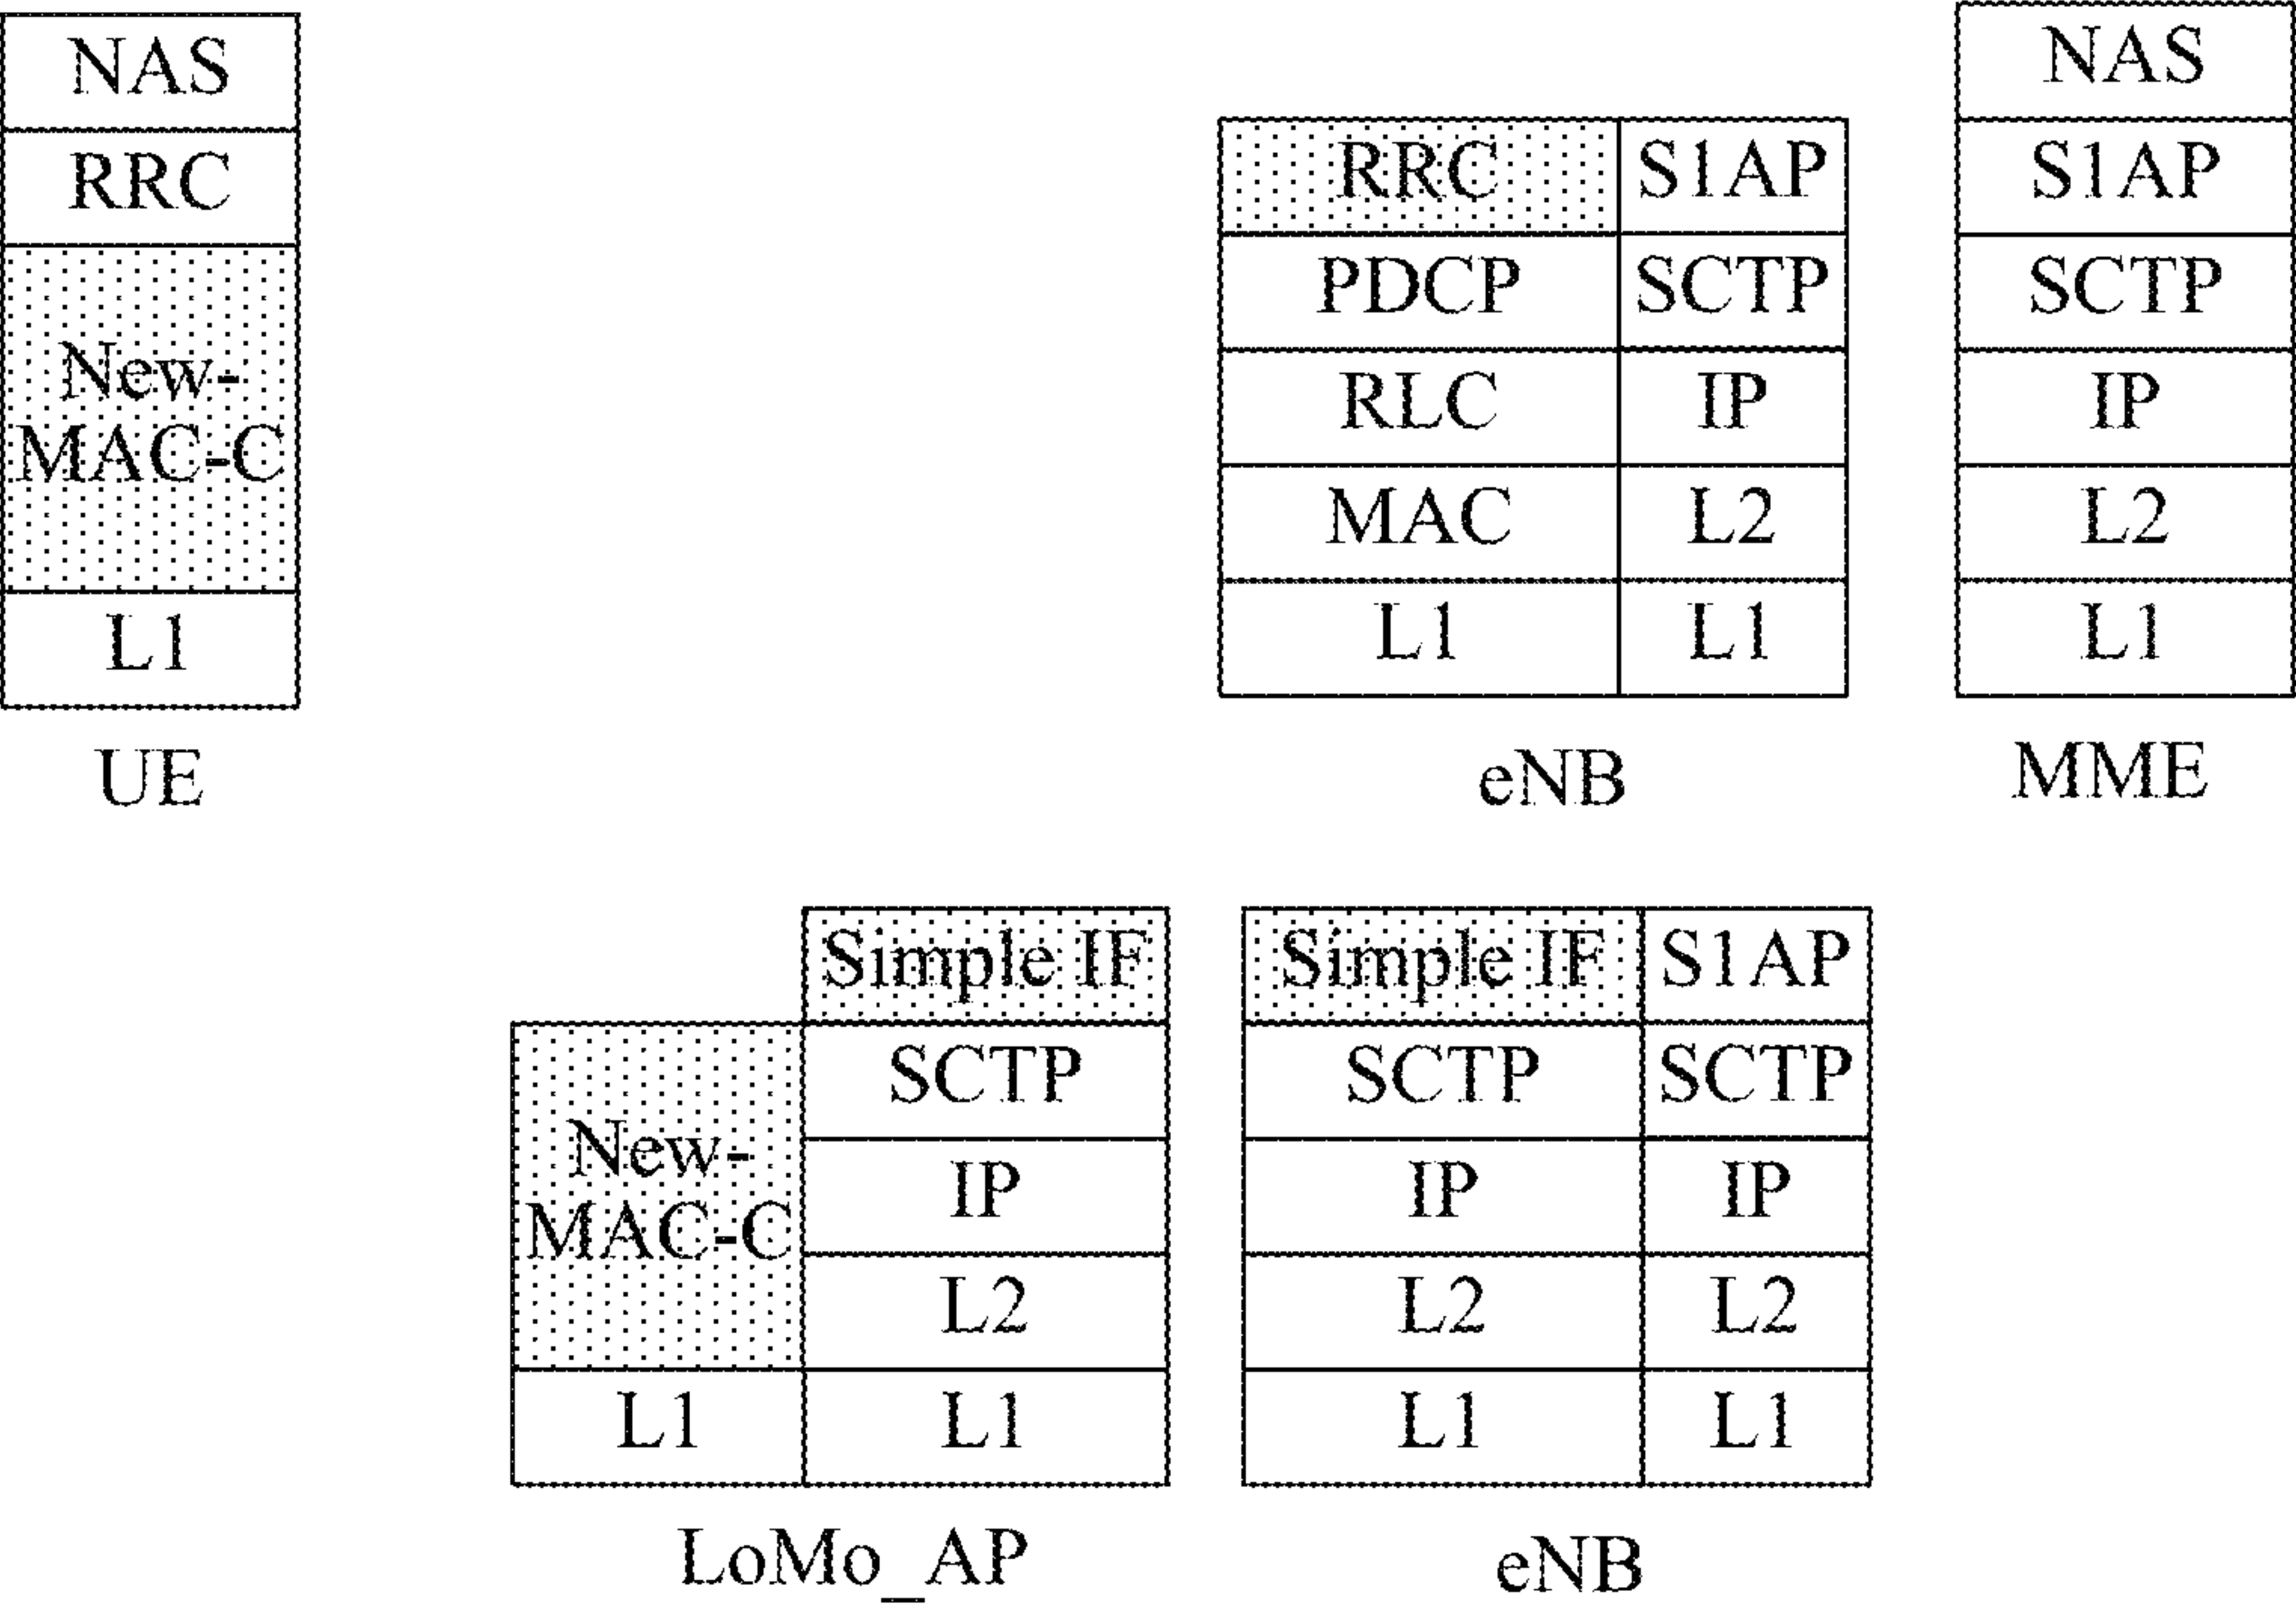 NAS
RRC
New-
MAC-C
L1
UE
RRC S1AP
PDCP SCTP
RLC IP
MAC L2
L1 L1
eNB
NAS
S1AP
SCTP
IP
L2
L1
MME
New-
MAC-C
L1
Simple IF
SCTP
IP
L2
L1
LoMo_AP
Simple IF S1AP
SCTP SCTP
IP IP
L2 L2
L1 L1
eNB